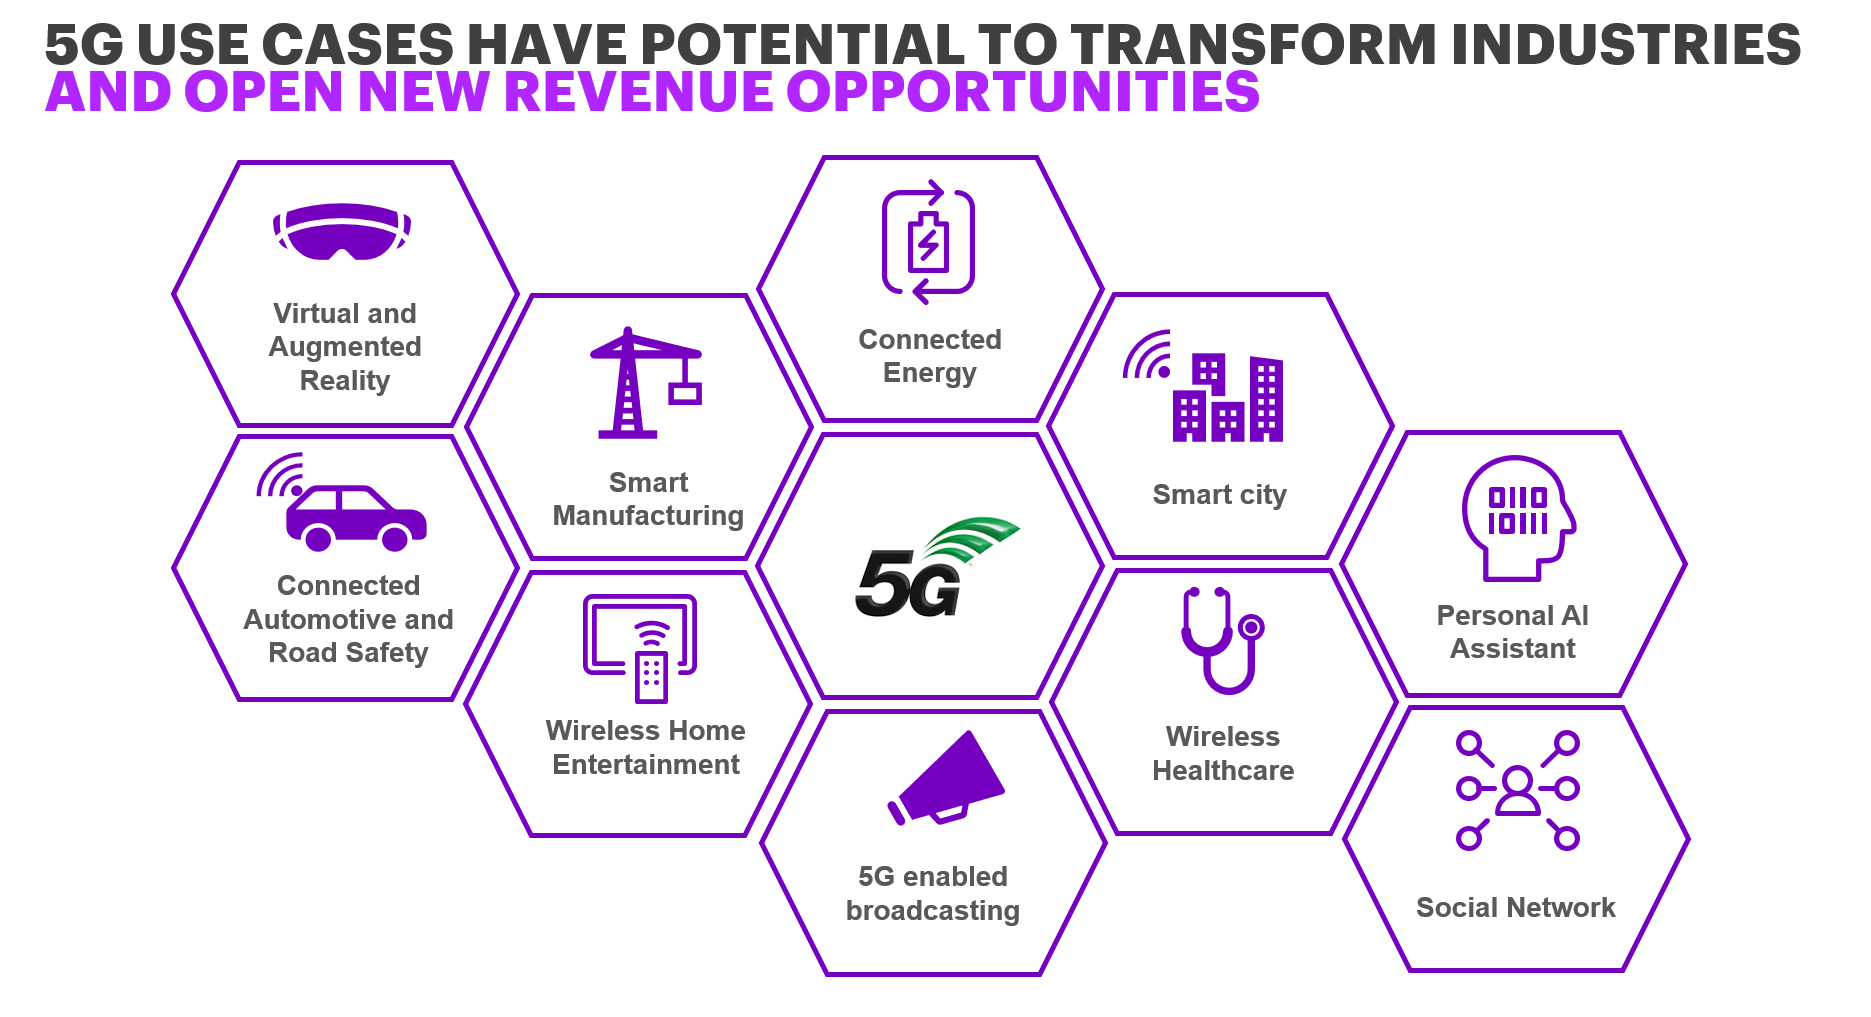 5G USE CASES HAVE POTENTIAL TO TRANSFORM INDUSTRIES
AND OPEN NEW REVENUE OPPORTUNITIES
Virtual and
Augmented
Reality
Connected
Automotive and
Road Safety
Smart
Manufacturing
Wireless Home
Entertainment
Connected
Energy
5G
5G enabled
broadcasting
Smart city
Wireless
Healthcare
OIIO
IOIII
Personal AI
Assistant
Social Network